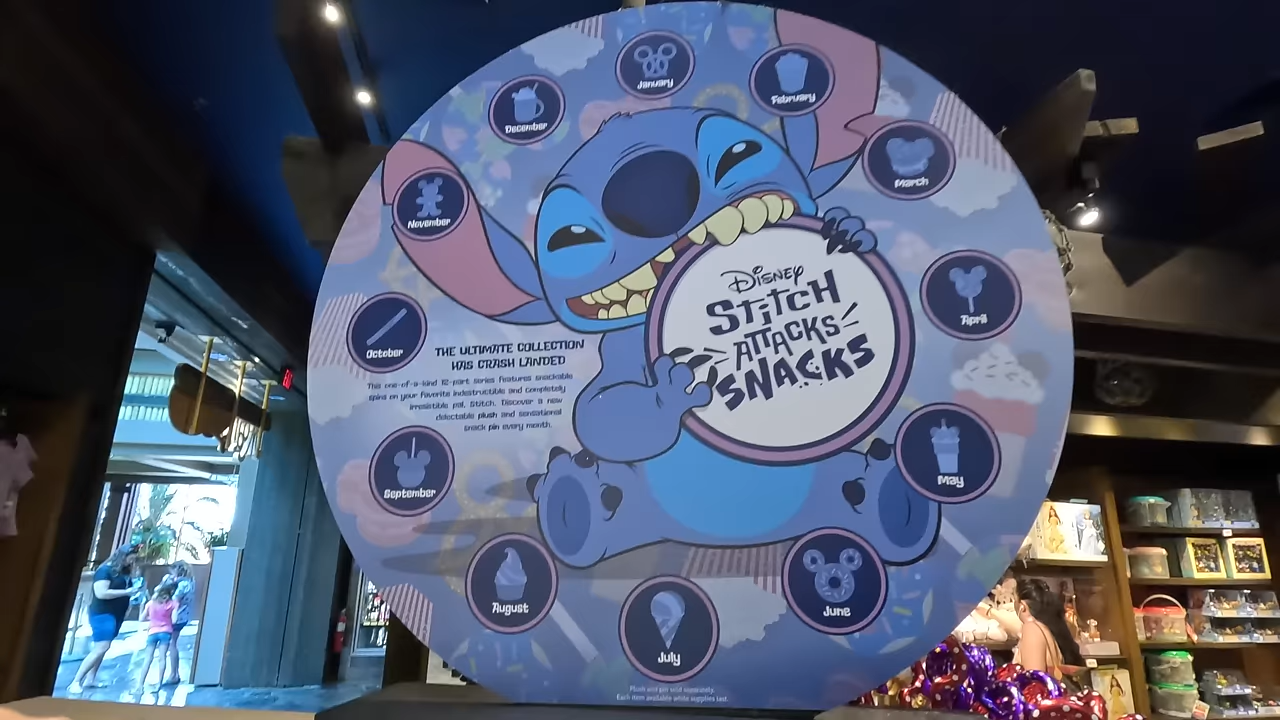 January
February
March
April
May
June
July
August
September
October
November
December
Disney
Stitch
Attacks
Snacks
THE ULTIMATE COLLECTION
HAS CRASH LANDED
This one-of-a-kind 12-part series features snackable
spins on your favorite indestructible and completely
irresistible pal, Stitch. Discover a new
delectable plush and sensational
snack pin every month.
Plush and pin sold separately.
Each item available while supplies last.